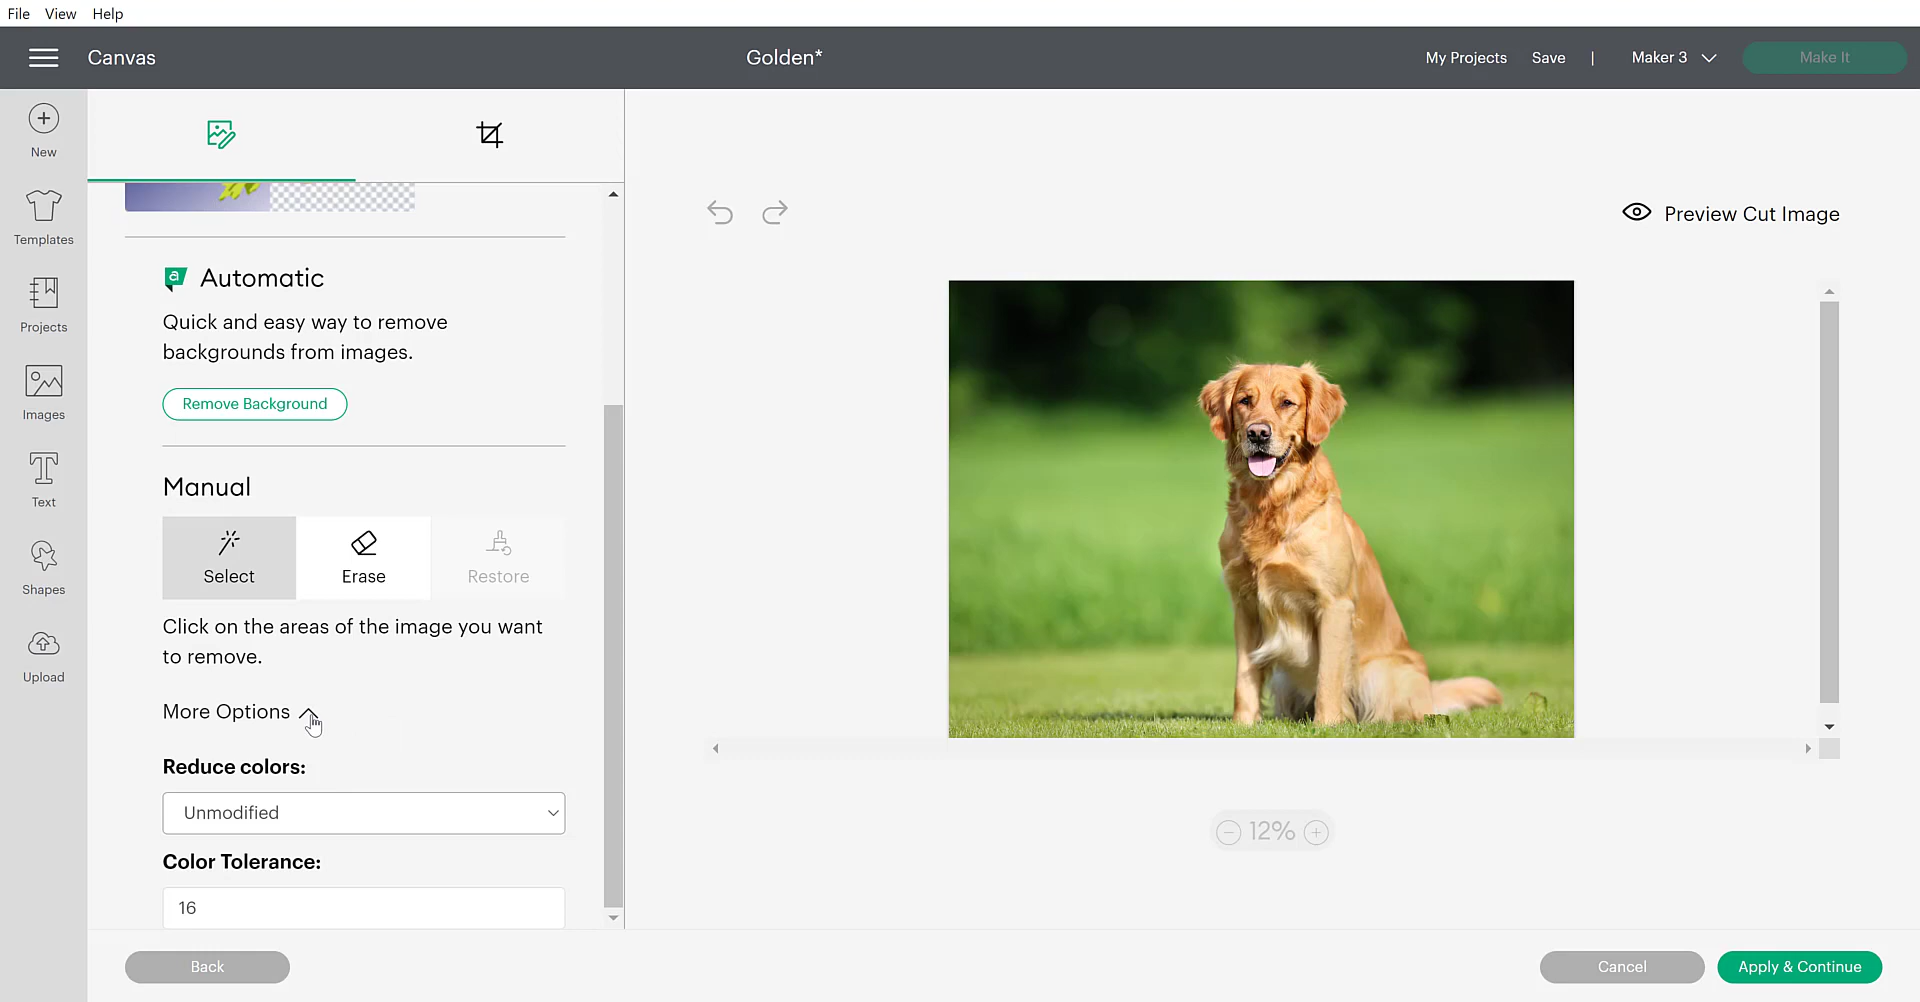 File View Help
Canvas
Golden*
My Projects Save | Maker 3
Make It
New
Templates
Projects
Images
Text
Shapes
Upload
a Automatic
Quick and easy way to remove
backgrounds from images.
Remove Background
Manual
Select
Erase
Restore
Click on the areas of the image you want
to remove.
More Options
Reduce colors:
Unmodified
Color Tolerance:
16
Back
Preview Cut Image
12%
Cancel
Apply & Continue